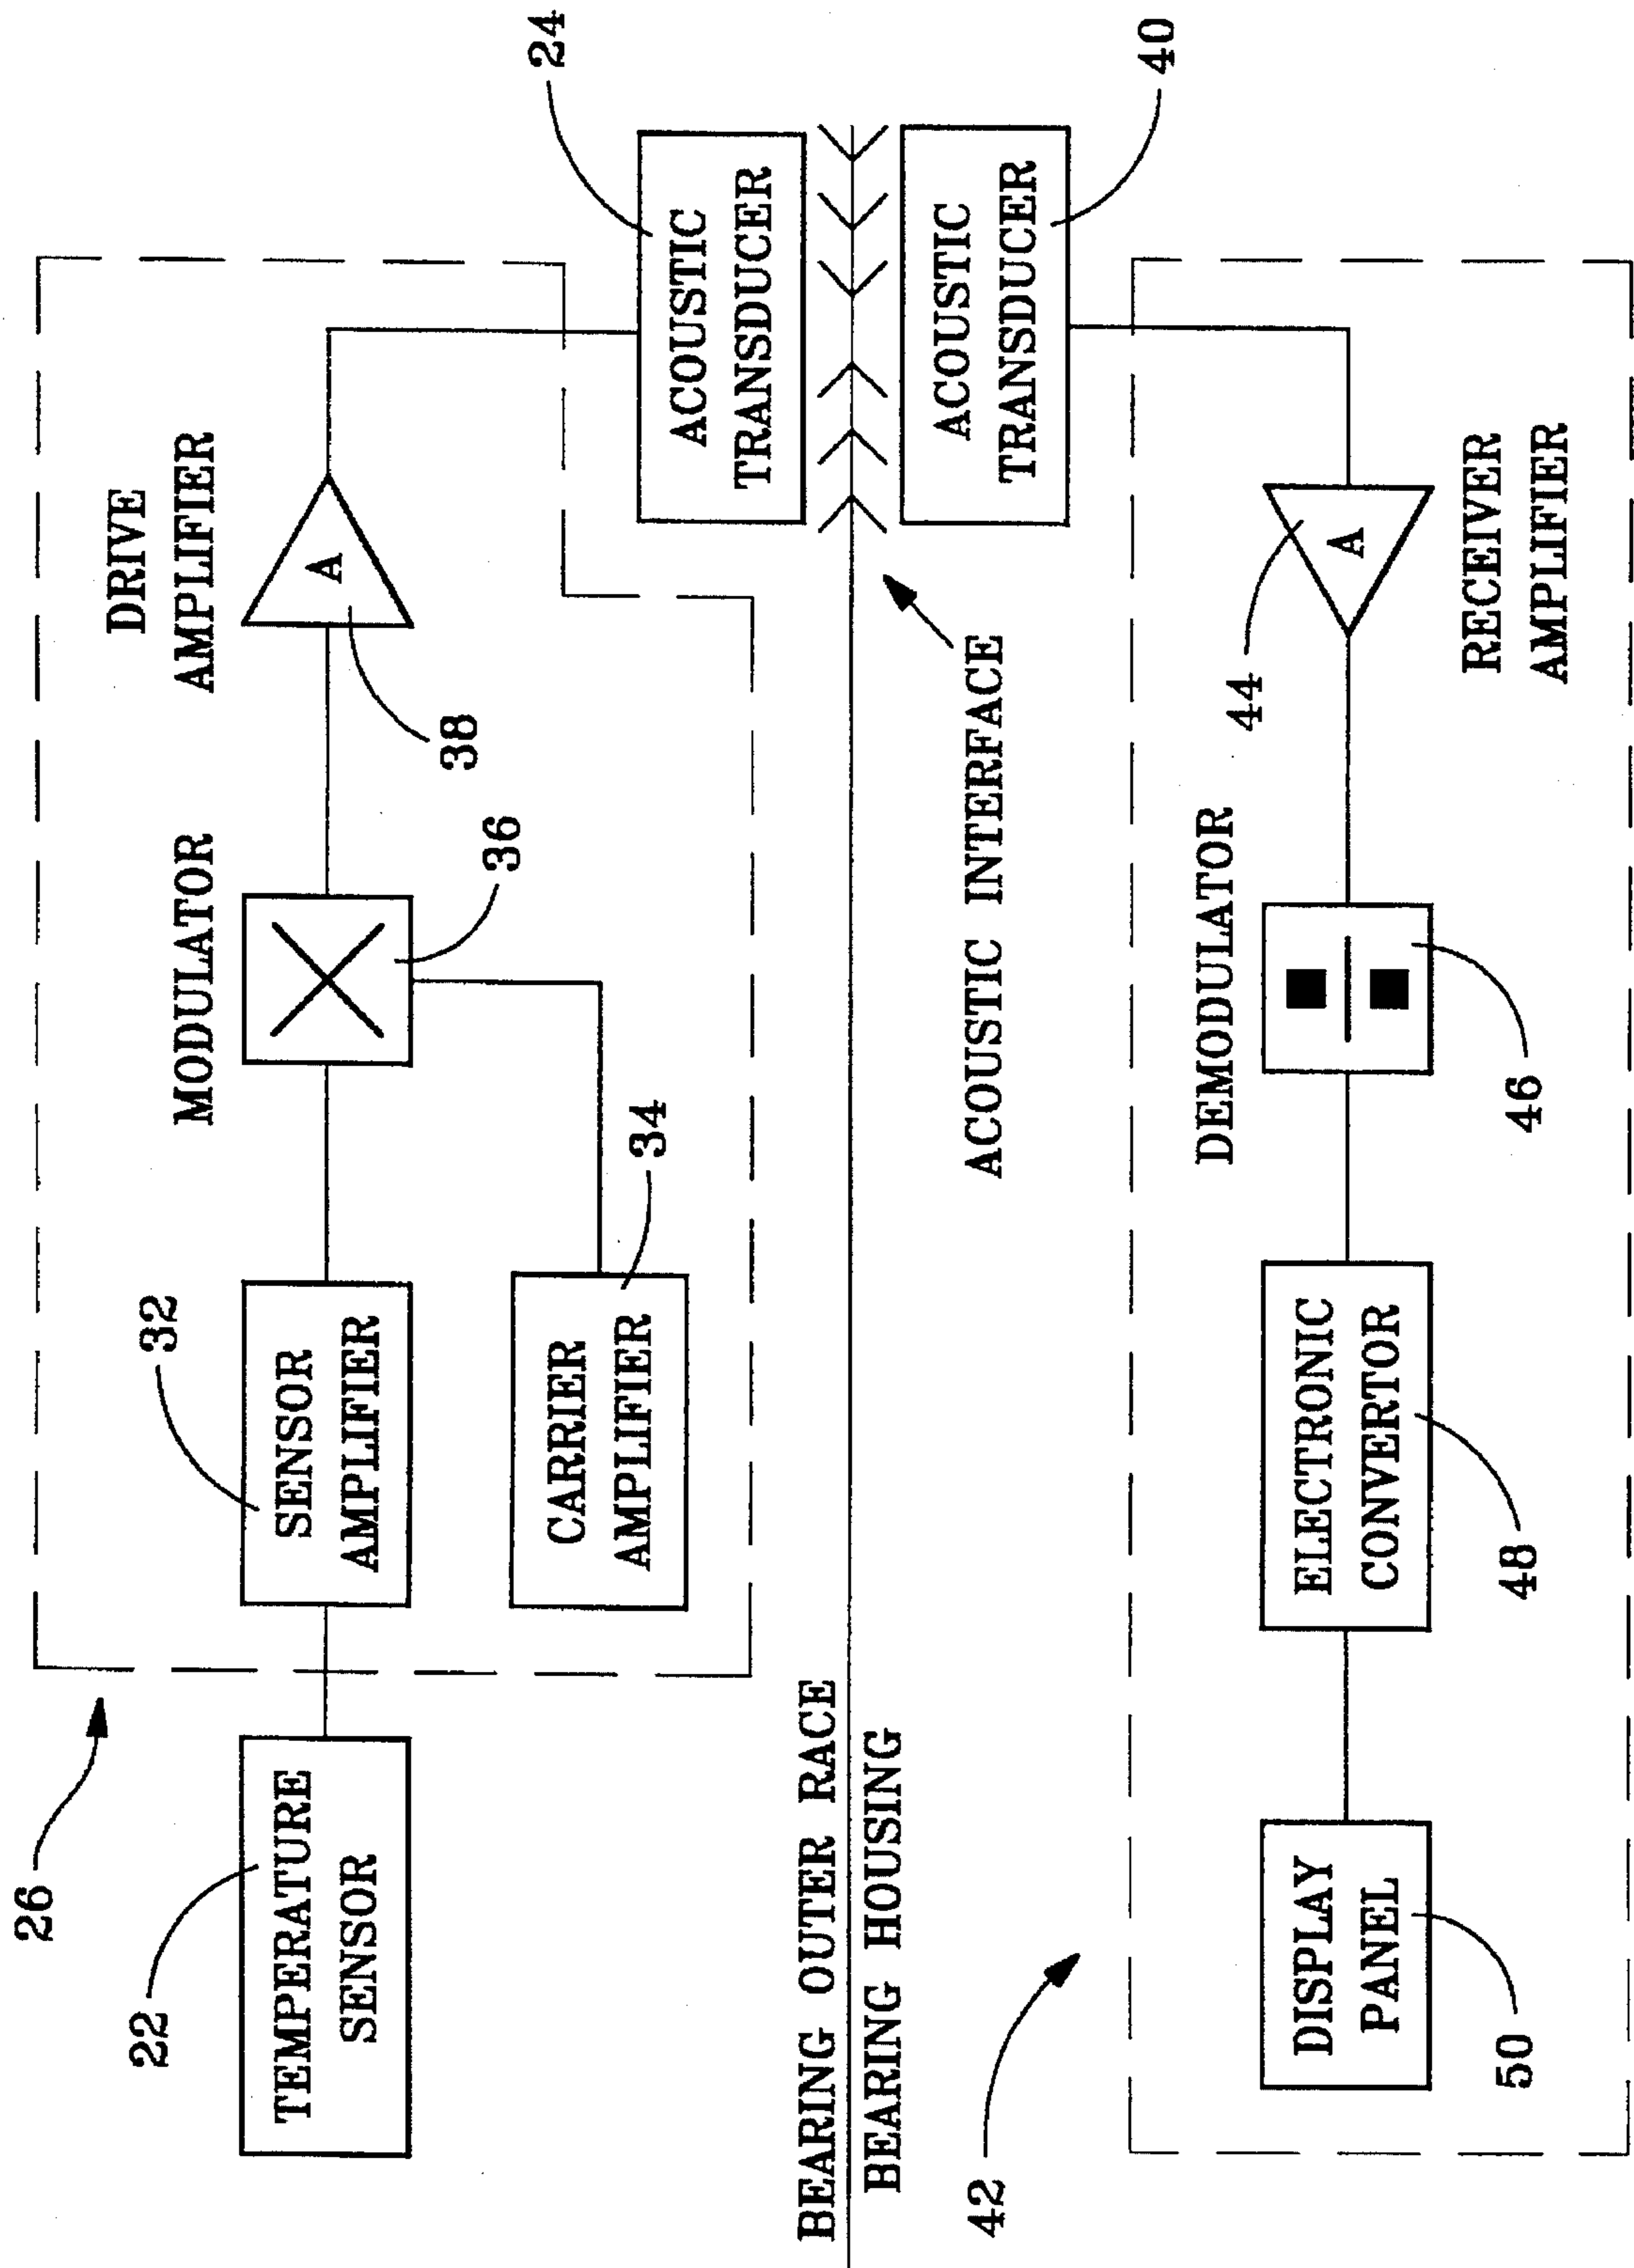 26
22
TEMPERATURE
SENSOR
32
SENSOR
AMPLIFIER
34
CARRIER
AMPLIFIER
MODULATOR
36
DRIVE
AMPLIFIER
A
38
24
ACOUSTIC
TRANSDUCER
BEARING OUTER RACE
BEARING HOUSING
ACOUSTIC INTERFACE
ACOUSTIC
TRANSDUCER
40
42
DISPLAY
PANEL
50
ELECTRONIC
CONVERTOR
48
DEMODULATOR
46
44
A
RECEIVER
AMPLIFIER